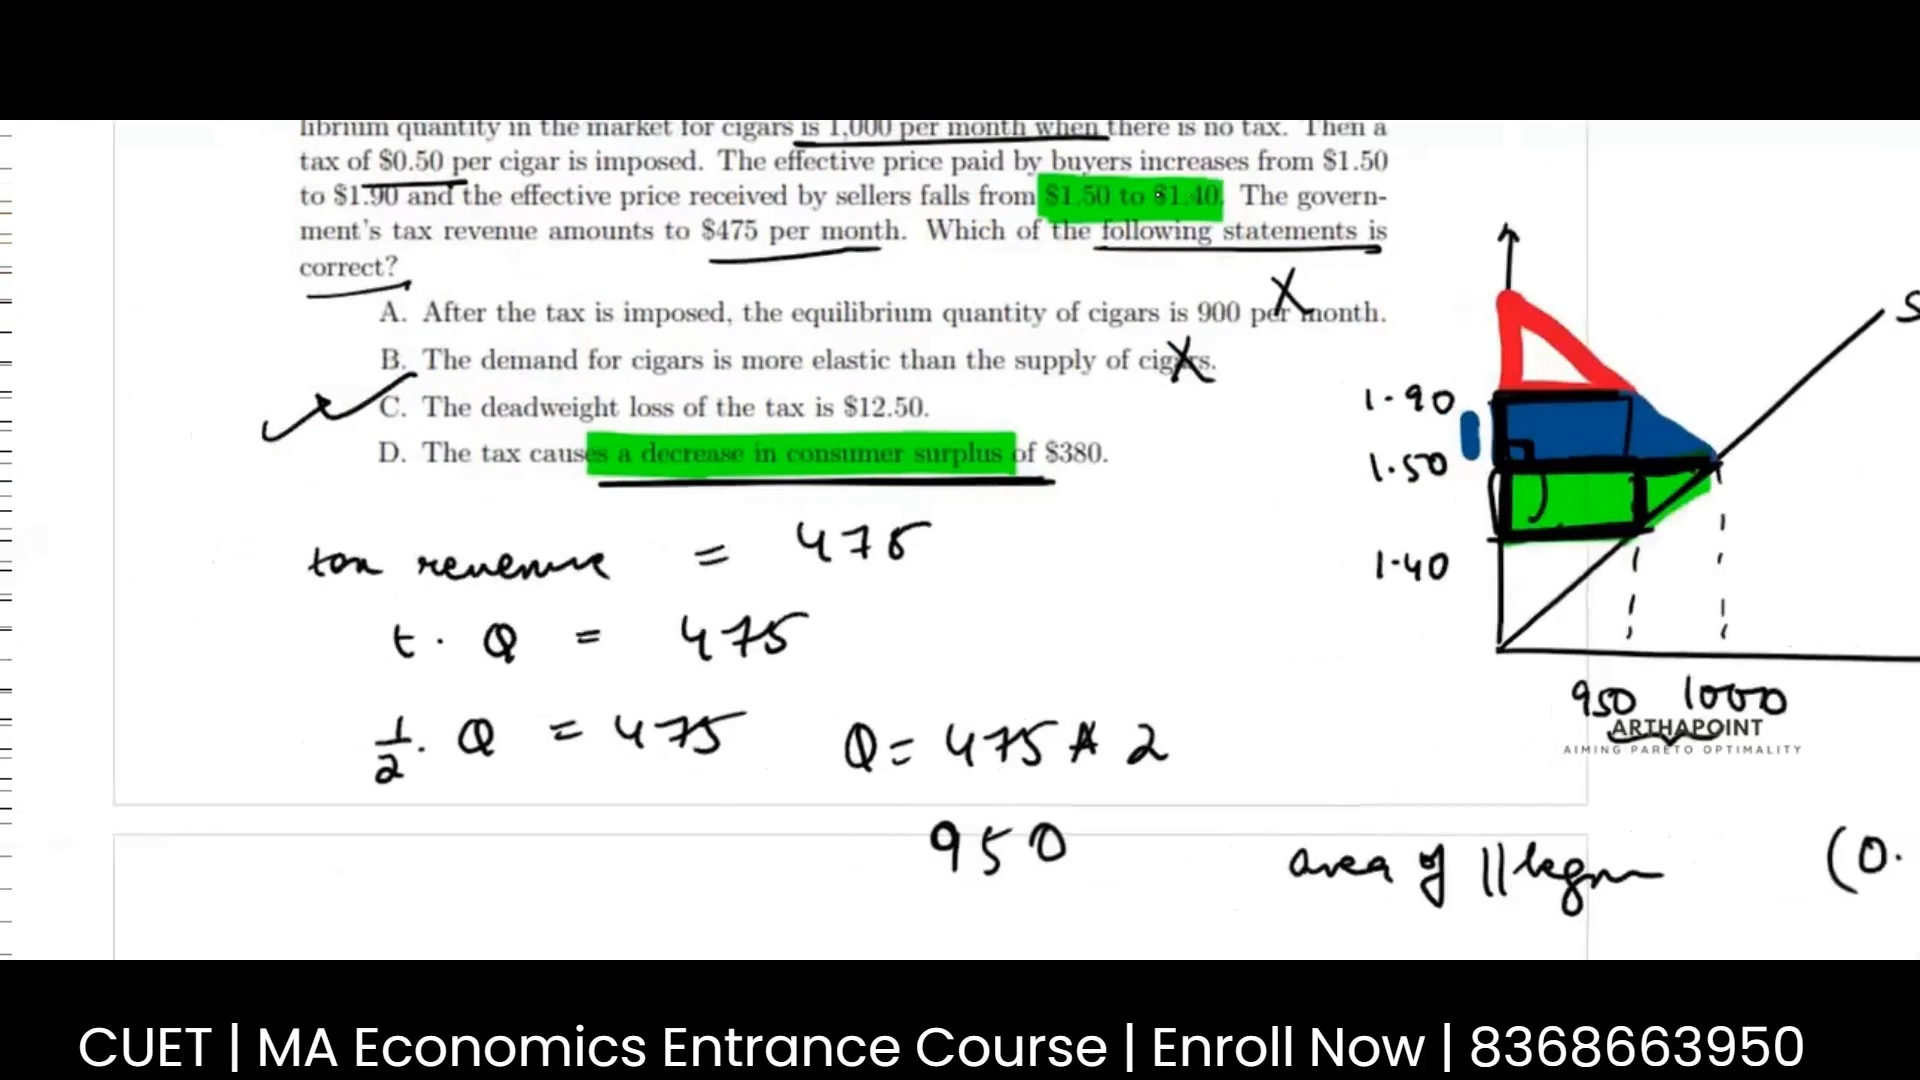 librium quantity in the market for cigars is 1,000 per month when there is no tax. Then a
tax of $0.50 per cigar is imposed. The effective price paid by buyers increases from $1.50
to $1.90 and the effective price received by sellers falls from $1.50 to $1.40. The govern-
ment's tax revenue amounts to $475 per month. Which of the following statements is
correct?
A. After the tax is imposed, the equilibrium quantity of cigars is 900 per month.
B. The demand for cigars is more elastic than the supply of cigars.
C. The deadweight loss of the tax is $12.50.
D. The tax causes a decrease in consumer surplus of $380.
tax revenue = 475
t. Q = 475
1/2 . Q = 475 Q = 475 * 2
950
S
1.90
1.50
1.40
950 1000
ARTHAPOINT
AIMING PARETO OPTIMALITY
area of ||kgm (0.
CUET | MA Economics Entrance Course | Enroll Now | 8368663950